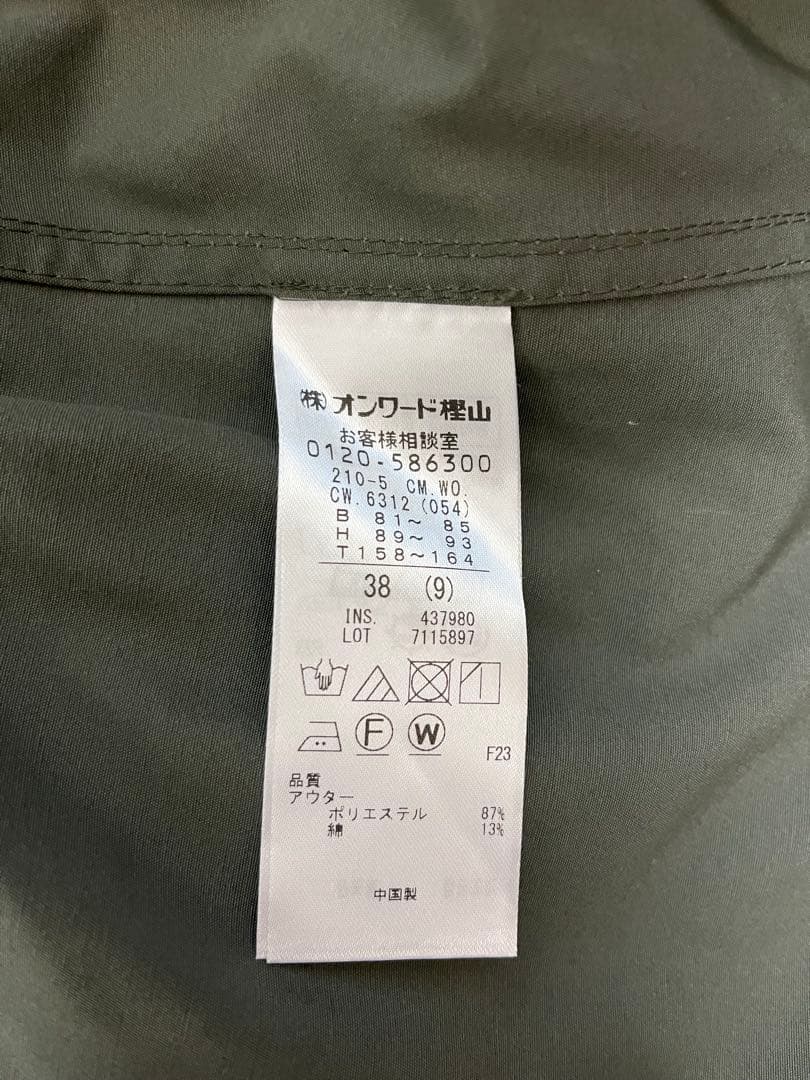 (株)オンワード樫山
お客様相談室
0120-586300
210-5 CM.WO.
CW.6312(054)
B 81〜 85
H 89〜 93
T158〜164
38 (9)
INS. 437980
LOT 7115897
F W
F23
品質
アウター
ポリエステル 87%
綿 13%
中国製